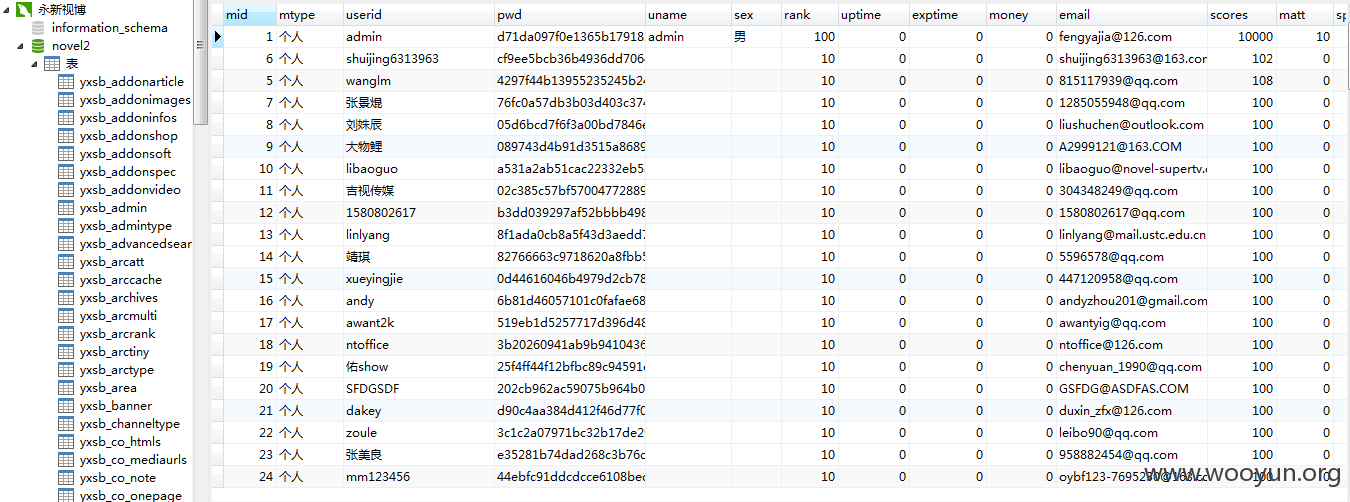 永新视博
information_schema
novel2
表
yxsb_addonarticle
yxsb_addonimages
yxsb_addoninfos
yxsb_addonshop
yxsb_addonsoft
yxsb_addonspec
yxsb_addonvideo
yxsb_admin
yxsb_admintype
yxsb_advancedsear
yxsb_arcatt
yxsb_arccache
yxsb_archives
yxsb_arcmulti
yxsb_arcrank
yxsb_arctiny
yxsb_arctype
yxsb_area
yxsb_banner
yxsb_channeltype
yxsb_co_htmls
yxsb_co_mediaurls
yxsb_co_note
yxsb_co_onepage
mid mtype userid pwd uname sex rank uptime exptime money email scores matt sp
1 个人 admin d71da097f0e1365b17918 admin 男 100 0 0 0 fengyajia@126.com 10000 10
6 个人 shuijing6313963 cf9ee5bcb36b4936dd706 10 0 0 0 shuijing6313963@163.com 102 0
5 个人 wanglm 4297f44b13955235245b24 10 0 0 0 815117939@qq.com 108 0
7 个人 张景焜 76fc0a57db3b03d403c374 10 0 0 0 1285055948@qq.com 100 0
8 个人 刘姝辰 05d6bcd7f6f3a00bd7846e 10 0 0 0 liushuchen@outlook.com 100 0
9 个人 大物鲤 089743d4b91d3515a8689 10 0 0 0 A2999121@163.COM 100 0
10 个人 libaoguo a531a2ab51cac22332eb5 10 0 0 0 libaoguo@novel-supertv.c 100 0
11 个人 吉视传媒 02c385c57bf57004772889 10 0 0 0 304348249@qq.com 100 0
12 个人 1580802617 b3dd039297af52bbbb498 10 0 0 0 1580802617@qq.com 100 0
13 个人 linlyang 8f1ada0cb8a5f43d3aedd7 10 0 0 0 linlyang@mail.ustc.edu.cn 100 0
14 个人 靖琪 82766663c9718620a8fbb5 10 0 0 0 5596578@qq.com 100 0
15 个人 xueyingjie 0d44616046b4979d2cb78 10 0 0 0 447120958@qq.com 100 0
16 个人 andy 6b81d46057101c0fafae68 10 0 0 0 andyzhou201@gmail.com 100 0
17 个人 awant2k 519eb1d5257717d396d48 10 0 0 0 awantyig@qq.com 100 0
18 个人 ntoffice 3b20260941ab9b9410436 10 0 0 0 ntoffice@126.com 100 0
19 个人 佑show 25f4ff44f12bfbc89c94591 10 0 0 0 chenyuan_1990@qq.com 100 0
20 个人 SFDGSDF 202cb962ac59075b964b0 10 0 0 0 GSFDG@ASDFAS.COM 100 0
21 个人 dakey d90c4aa384d412f46d77f0 10 0 0 0 duxin_zfx@126.com 100 0
22 个人 zoule 3c1c2a07971bc32b17de2 10 0 0 0 leibo90@qq.com 100 0
23 个人 张美良 e35281b74dad268c3b76c 10 0 0 0 958882454@qq.com 100 0
24 个人 mm123456 44ebfc91ddcdcce6108bec 10 0 0 0 100 0
www.wooyun.org